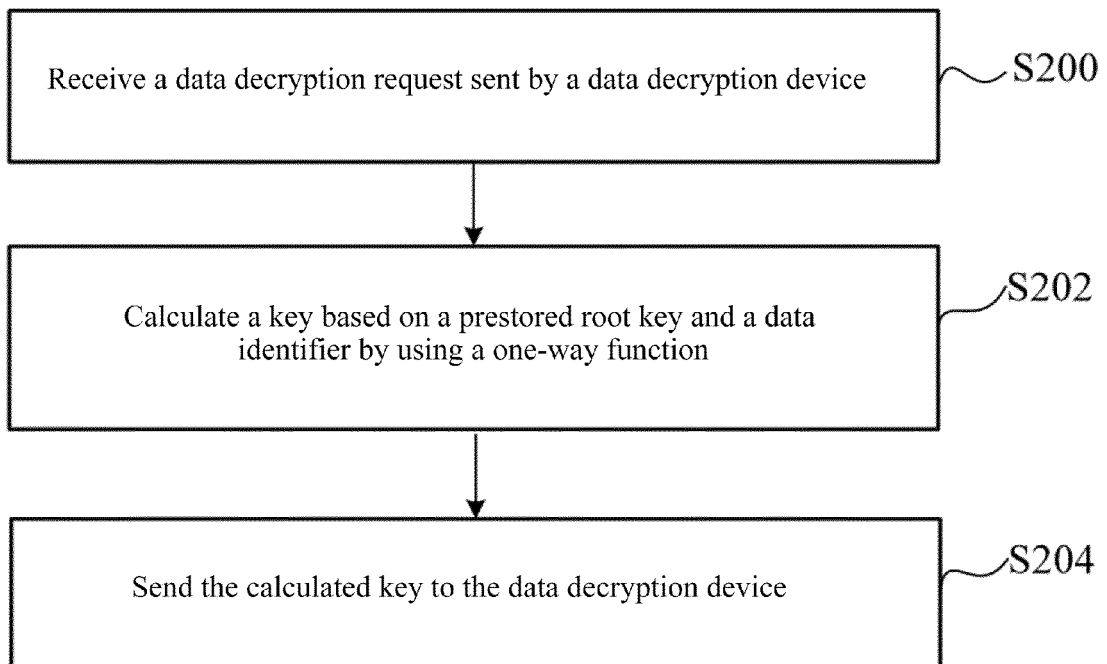 Receive a data decryption request sent by a data decryption device
S200
Calculate a key based on a prestored root key and a data
identifier by using a one-way function
S202
Send the calculated key to the data decryption device
S204